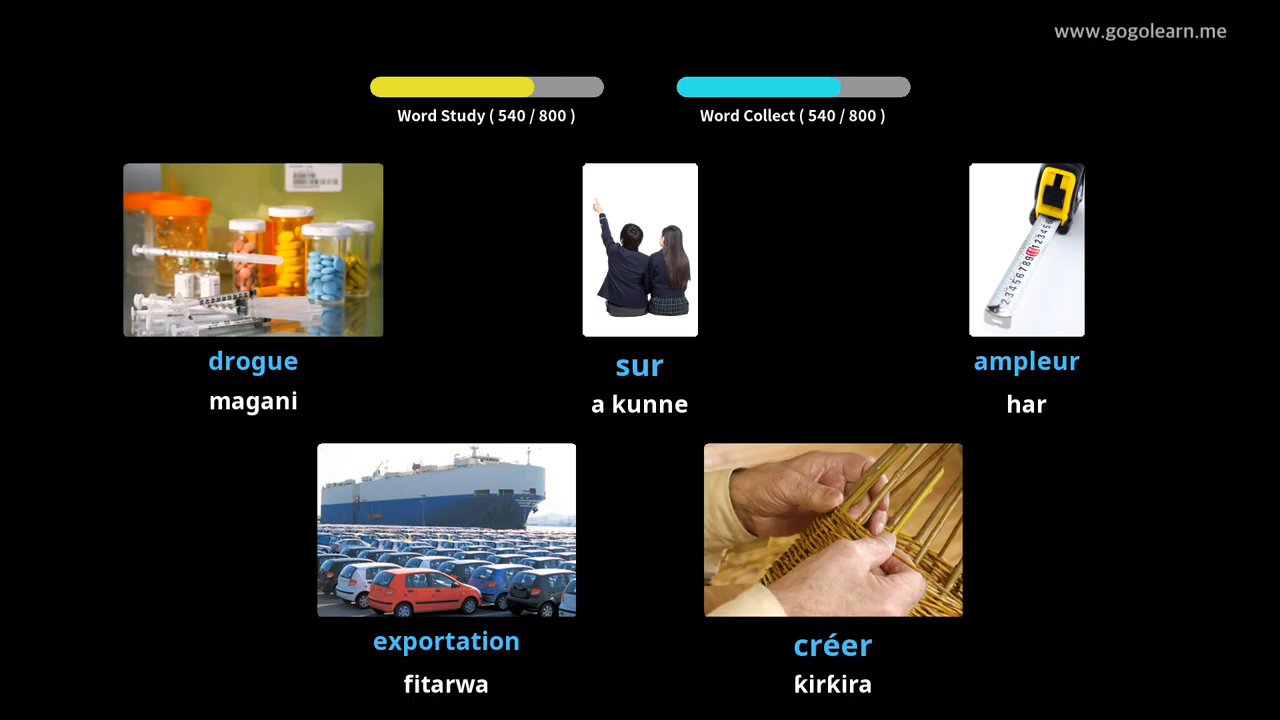 www.gogolearn.me
Word Study ( 540 / 800 )
Word Collect ( 540 / 800 )
drogue
magani
sur
a kunne
ampleur
har
exportation
fitarwa
créer
ƙirƙira